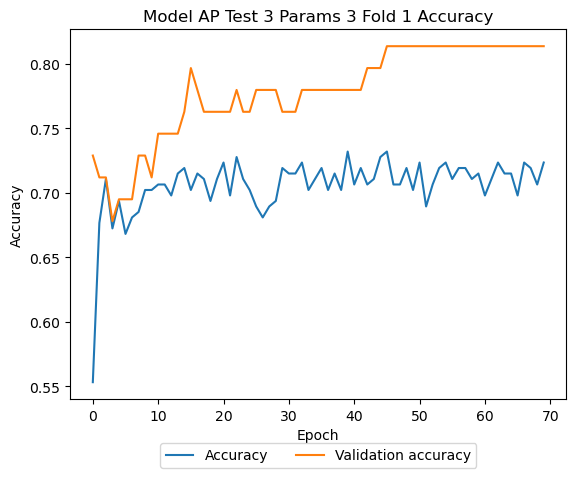 Model AP Test 3 Params 3 Fold 1 Accuracy
Accuracy
0.80
0.75
0.70
0.65
0.60
0.55
0 10 20 30 40 50 60 70
Epoch
Accuracy Validation accuracy